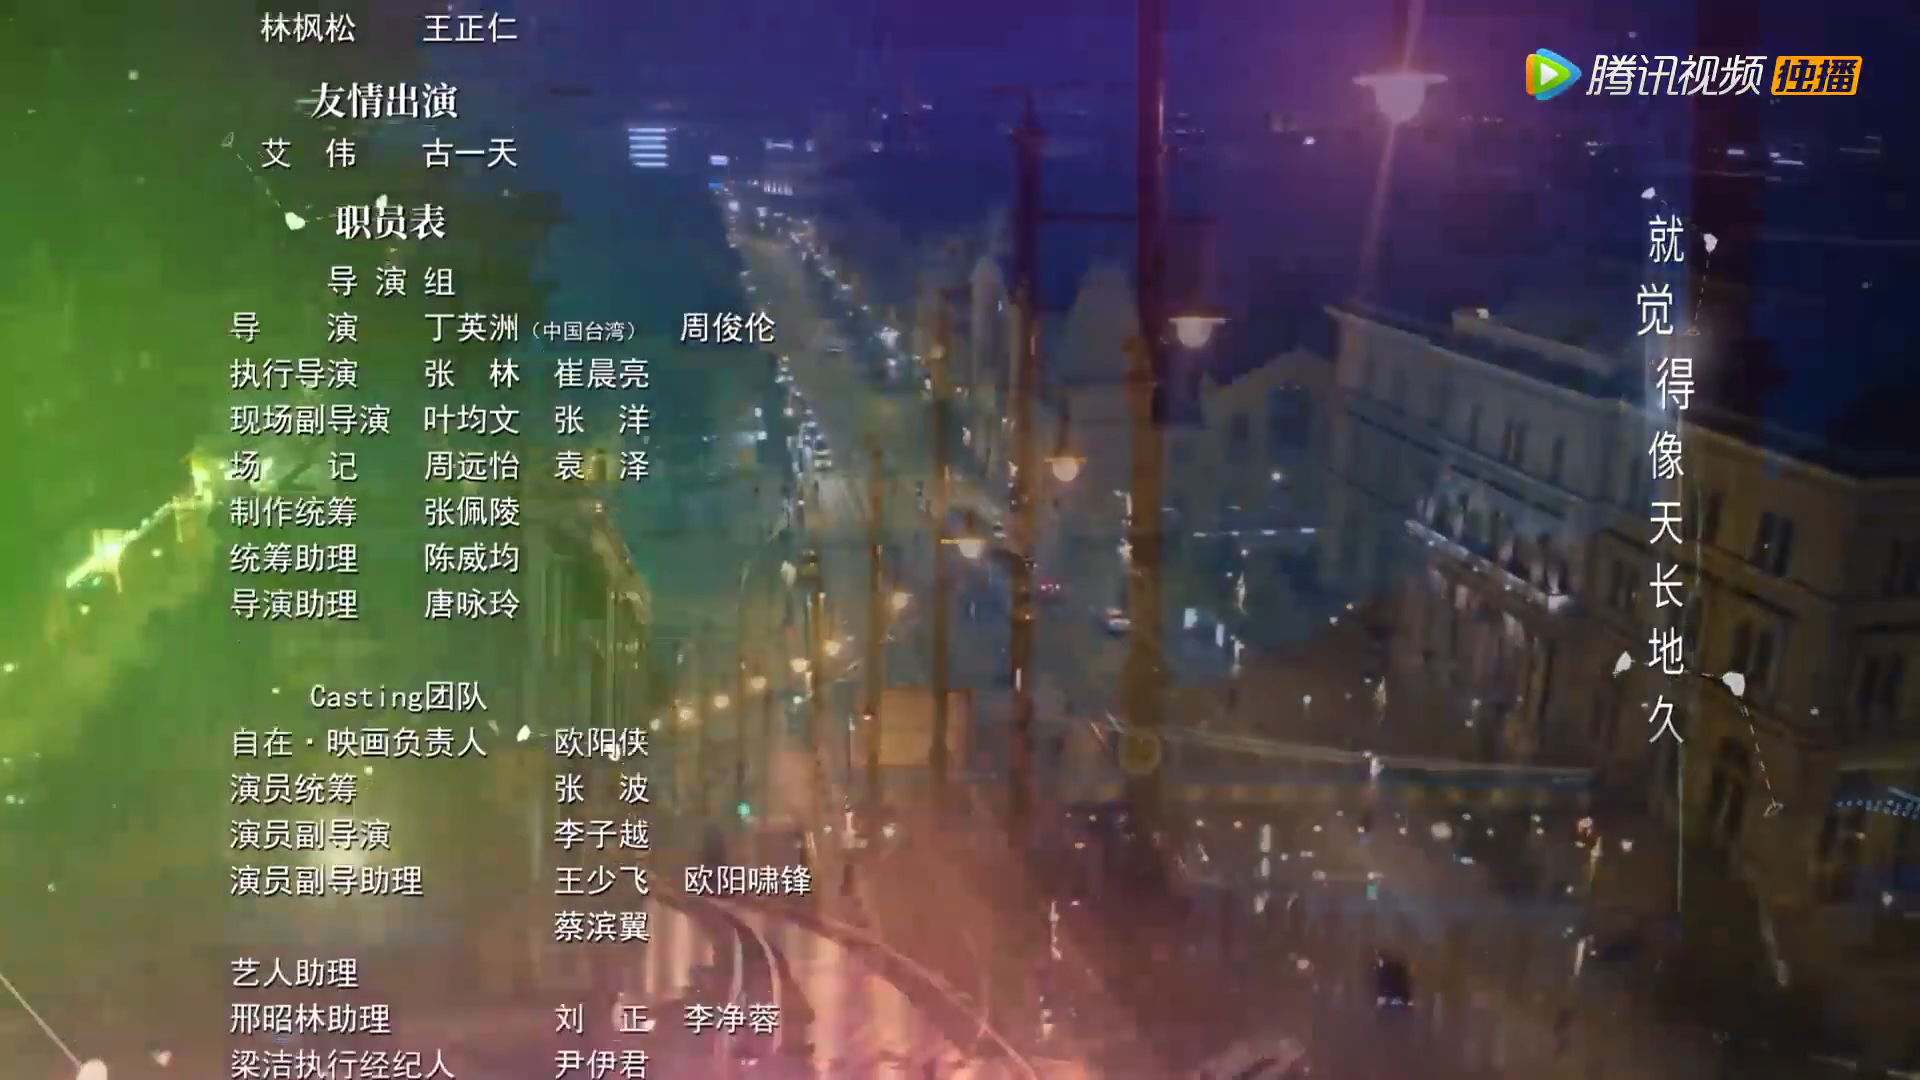 林枫松 王正仁
友情出演
艾 伟 古一天
职员表
导演组
导 演 丁英洲（中国台湾） 周俊伦
执行导演 张 林 崔晨亮
现场副导演 叶均文 张 洋
场 记 周远怡 袁 泽
制作统筹 张佩陵
统筹助理 陈威均
导演助理 唐咏玲
Casting团队
自在·映画负责人 欧阳侠
演员统筹 张 波
演员副导演 李子越
演员副导助理 王少飞 欧阳啸锋
蔡滨翼
艺人助理
邢昭林助理 刘 正 李净蓉
梁洁执行经纪人 尹伊君
腾讯视频 独播
就觉得像天长地久